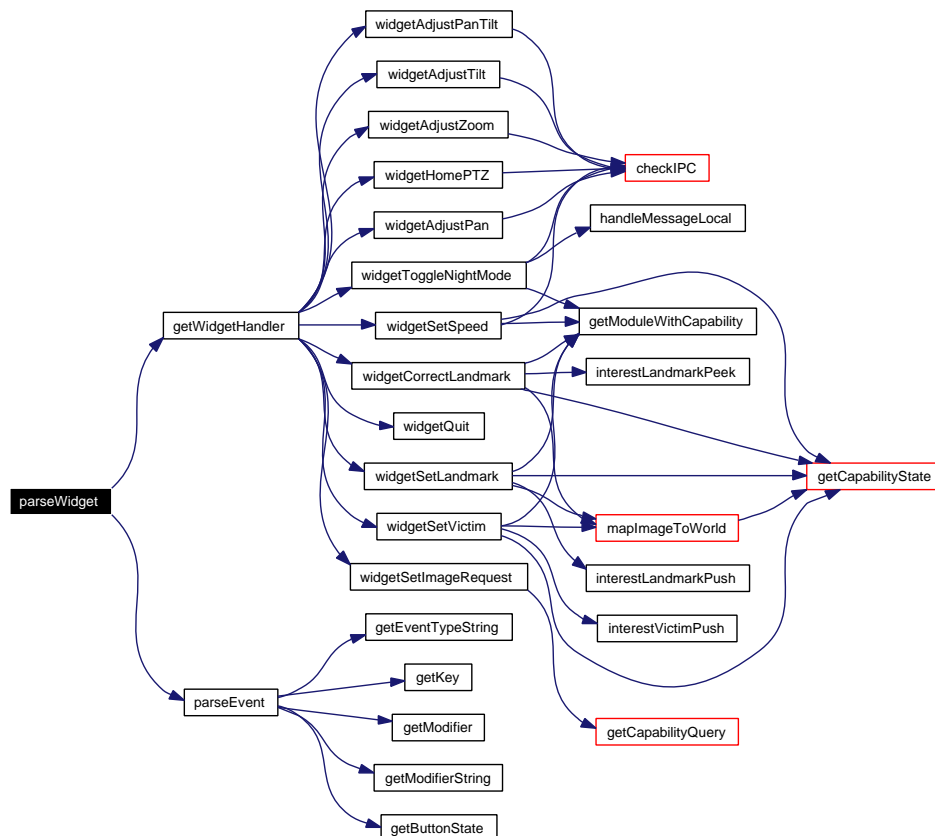 widgetAdjustPanTilt
widgetAdjustTilt
widgetAdjustZoom
checkIPC
widgetHomePTZ
handleMessageLocal
widgetAdjustPan
widgetToggleNightMode
getWidgetHandler
widgetSetSpeed
getModuleWithCapability
widgetCorrectLandmark
interestLandmarkPeek
widgetQuit
widgetSetLandmark
getCapabilityState
parseWidget
widgetSetVictim
mapImageToWorld
widgetSetImageRequest
interestLandmarkPush
getEventTypeString
interestVictimPush
getKey
parseEvent
getModifier
getCapabilityQuery
getModifierString
getButtonState